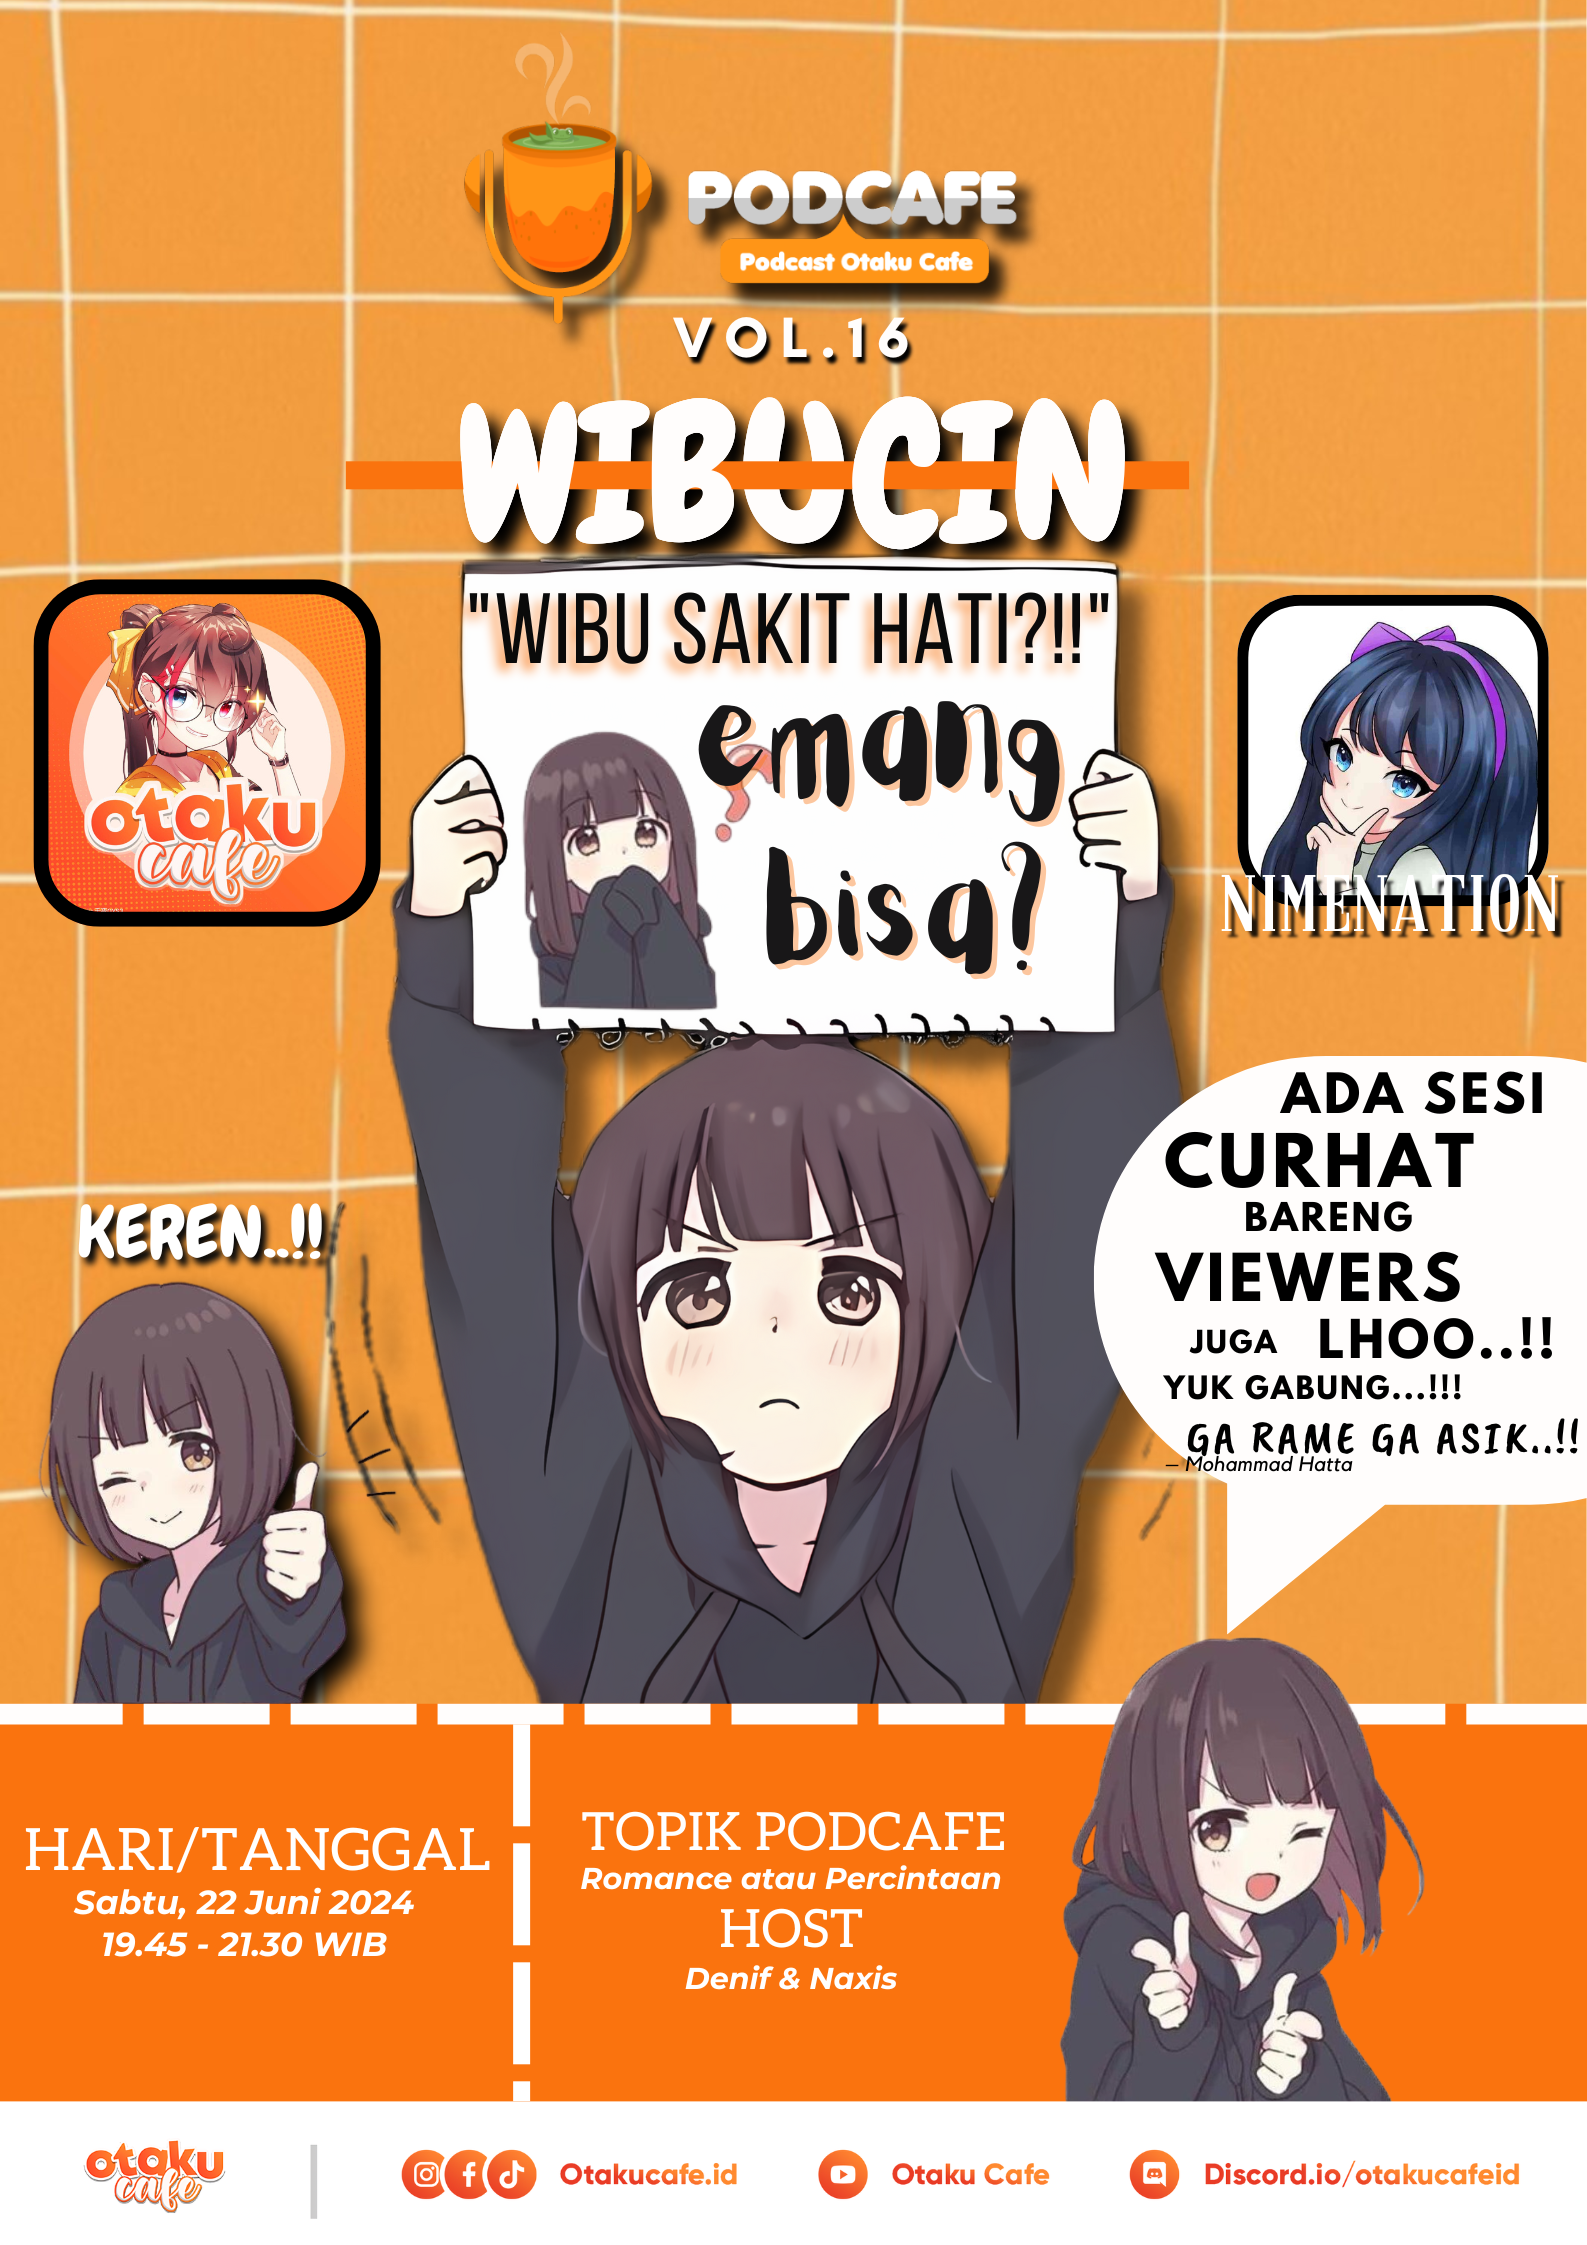 PODCAFE
Podcast Otaku Cafe
VOL.16
WIBUCIN
"WIBU SAKIT HATI?!!"
emang
bisa?
otaku
cafe
NIMENATION
KEREN..!!
ADA SESI
CURHAT
BARENG
VIEWERS
JUGA LHOO..!!
YUK GABUNG...!!!
GA RAME GA ASIK..!!
– Mohammad Hatta
HARI/TANGGAL
Sabtu, 22 Juni 2024
19.45 - 21.30 WIB
TOPIK PODCAFE
Romance atau Percintaan
HOST
Denif & Naxis
otaku
cafe
Otakucafe.id
Otaku Cafe
Discord.io/otakucafeid